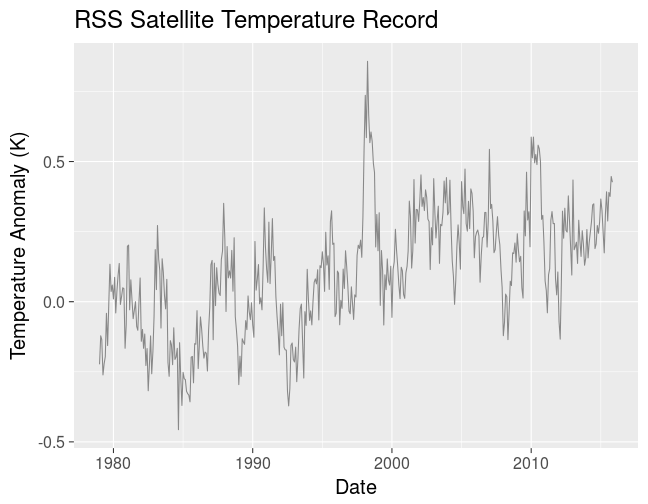 RSS Satellite Temperature Record
Temperature Anomaly (K)
0.5
0.0
-0.5
1980 1990 2000 2010
Date